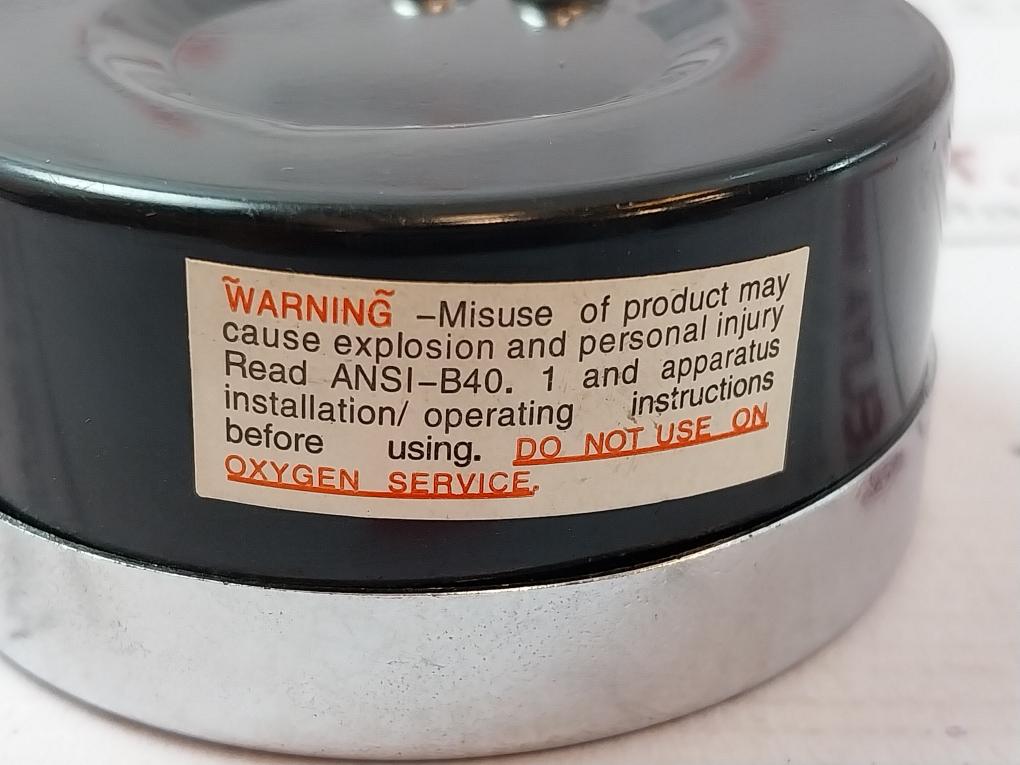 WARNING –Misuse of product may
cause explosion and personal injury
Read ANSI–B40. 1 and apparatus
installation/ operating instructions
before using. DO NOT USE ON
OXYGEN SERVICE.